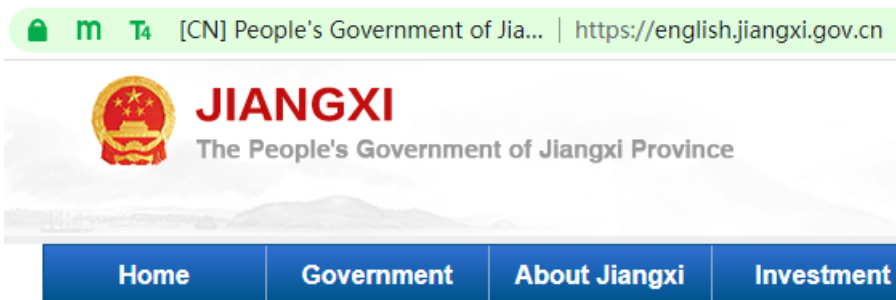 m T4 [CN] People's Government of Jia... | https://english.jiangxi.gov.cn
JIANGXI
The People's Government of Jiangxi Province
Home Government About Jiangxi Investment